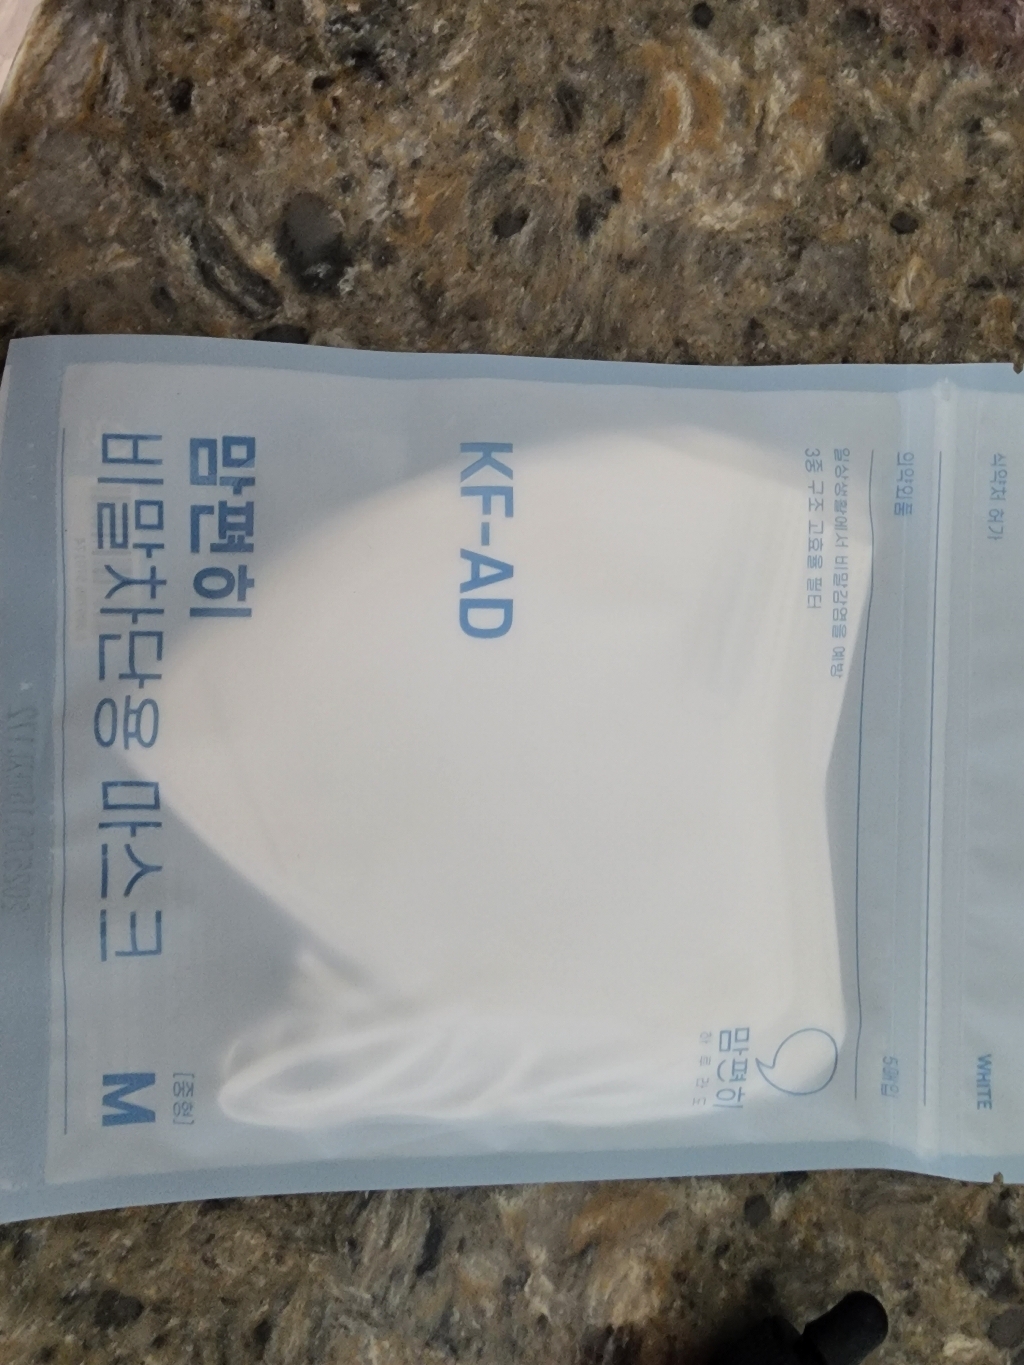 식약처 허가
WHITE
의약외품
5매입
일상생활에서 비말감염을 예방
3중 구조 고효율 필터
맘편히
KF-AD
맘편히
[중형]
비말차단용 마스크
M